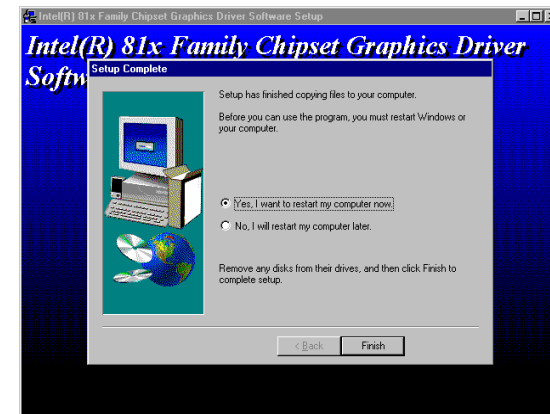 Intel(R) 81x Family Chipset Graphics Driver Software Setup
Intel(R) 81x Family Chipset Graphics Driver
Softw
Setup Complete
Setup has finished copying files to your computer.
Before you can use the program, you must restart Windows or
your computer.
Yes, I want to restart my computer now.
No, I will restart my computer later.
Remove any disks from their drives, and then click Finish to
complete setup.
< Back
Finish